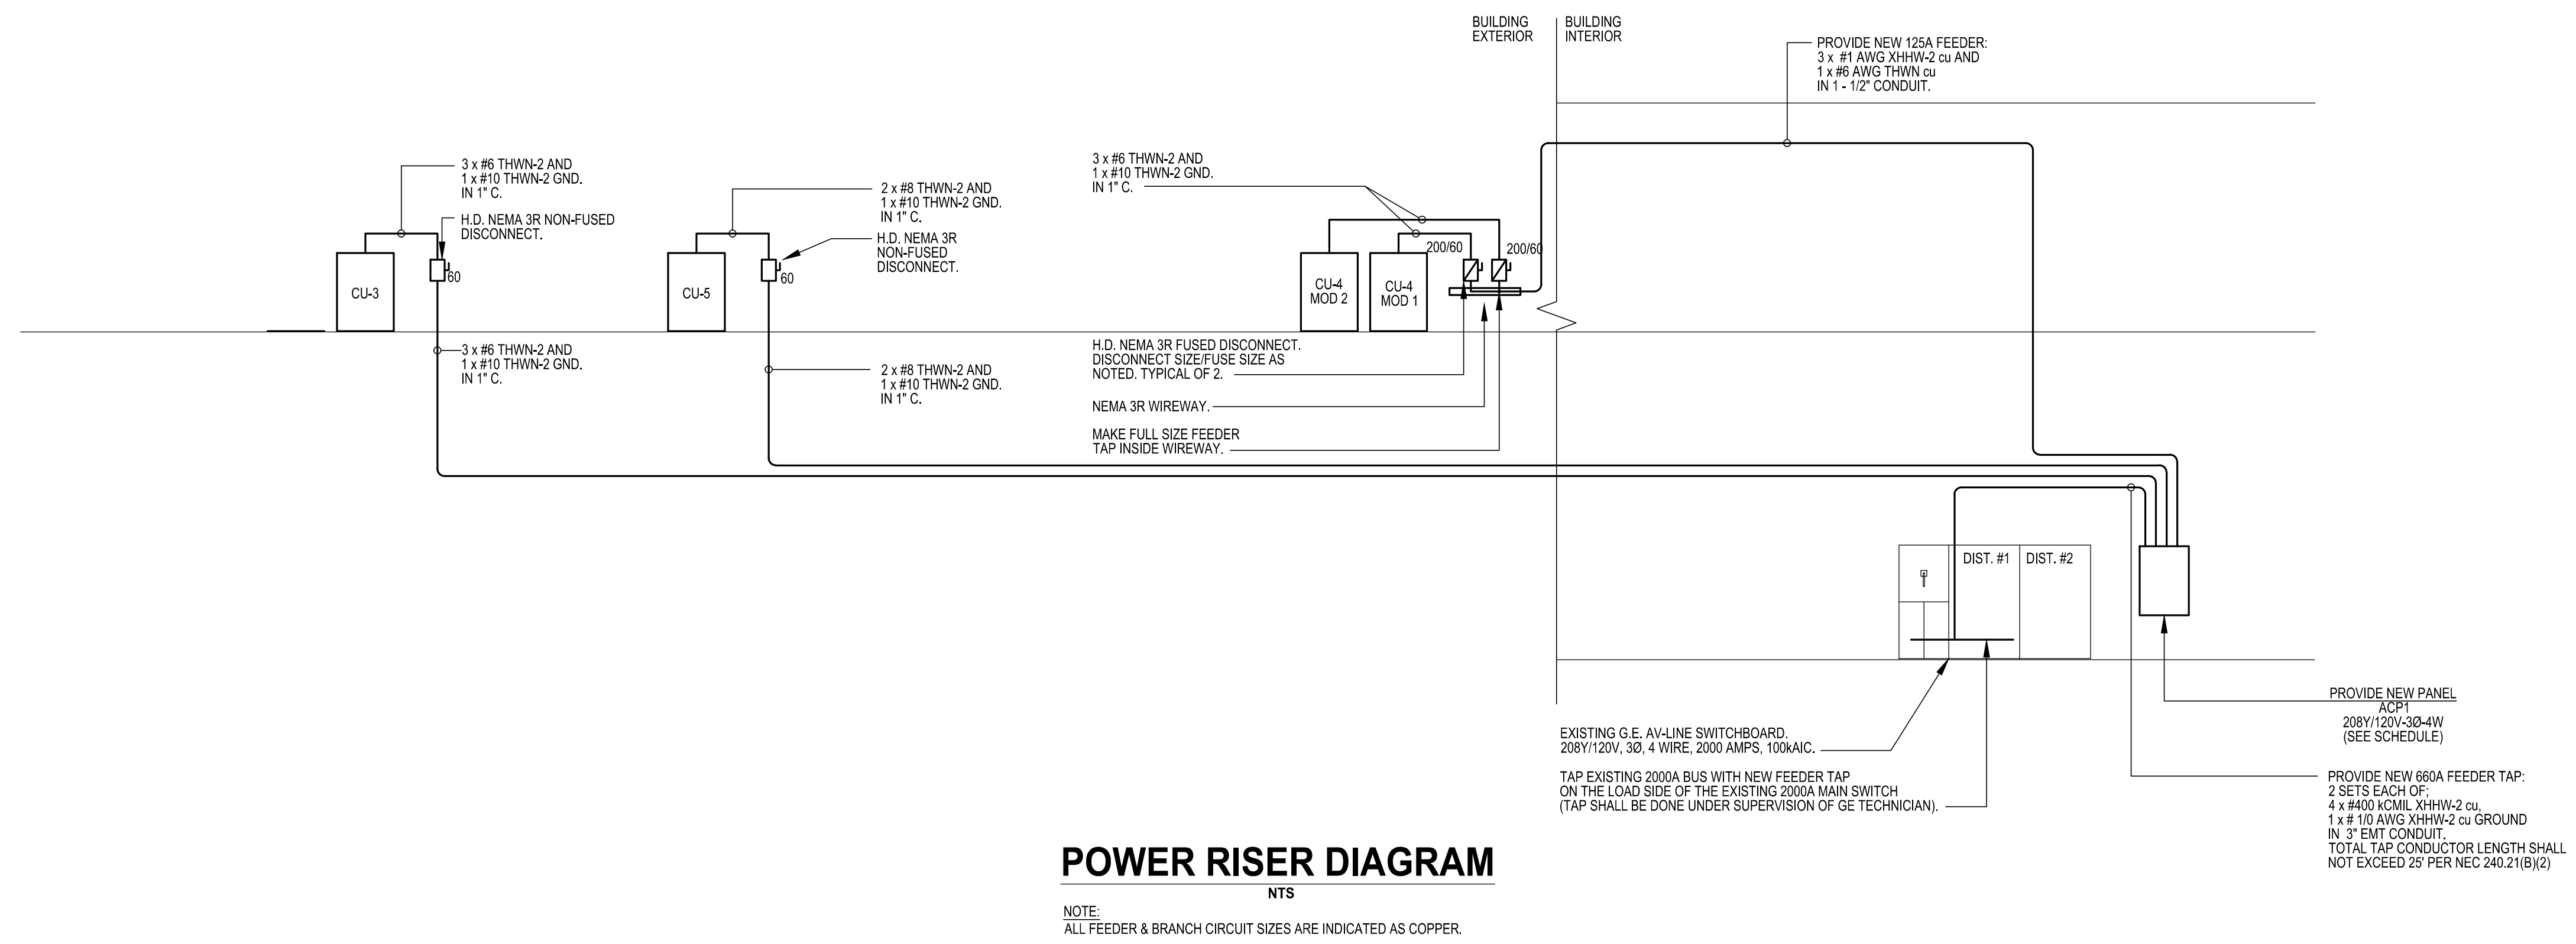 BUILDING
EXTERIOR
BUILDING
INTERIOR
PROVIDE NEW 125A FEEDER:
3 x #1 AWG XHHW-2 cu AND
1 x #6 AWG THWN cu
IN 1 - 1/2" CONDUIT.
3 x #6 THWN-2 AND
1 x #10 THWN-2 GND.
IN 1" C.
H.D. NEMA 3R NON-FUSED
DISCONNECT.
60
CU-3
3 x #6 THWN-2 AND
1 x #10 THWN-2 GND.
IN 1" C.
2 x #8 THWN-2 AND
1 x #10 THWN-2 GND.
IN 1" C.
H.D. NEMA 3R
NON-FUSED
DISCONNECT.
60
CU-5
2 x #8 THWN-2 AND
1 x #10 THWN-2 GND.
IN 1" C.
3 x #6 THWN-2 AND
1 x #10 THWN-2 GND.
IN 1" C.
200/60
200/60
CU-4
MOD 2
CU-4
MOD 1
H.D. NEMA 3R FUSED DISCONNECT.
DISCONNECT SIZE/FUSE SIZE AS
NOTED. TYPICAL OF 2.
NEMA 3R WIREWAY.
MAKE FULL SIZE FEEDER
TAP INSIDE WIREWAY.
DIST. #1
DIST. #2
EXISTING G.E. AV-LINE SWITCHBOARD.
208Y/120V, 3Ø, 4 WIRE, 2000 AMPS, 100kAIC.
TAP EXISTING 2000A BUS WITH NEW FEEDER TAP
ON THE LOAD SIDE OF THE EXISTING 2000A MAIN SWITCH
(TAP SHALL BE DONE UNDER SUPERVISION OF GE TECHNICIAN).
PROVIDE NEW PANEL
ACP1
208Y/120V-3Ø-4W
(SEE SCHEDULE)
PROVIDE NEW 660A FEEDER TAP:
2 SETS EACH OF;
4 x #400 kCMIL XHHW-2 cu,
1 x # 1/0 AWG XHHW-2 cu GROUND
IN 3" EMT CONDUIT.
TOTAL TAP CONDUCTOR LENGTH SHALL
NOT EXCEED 25' PER NEC 240.21(B)(2)
POWER RISER DIAGRAM
NTS
NOTE:
ALL FEEDER & BRANCH CIRCUIT SIZES ARE INDICATED AS COPPER.